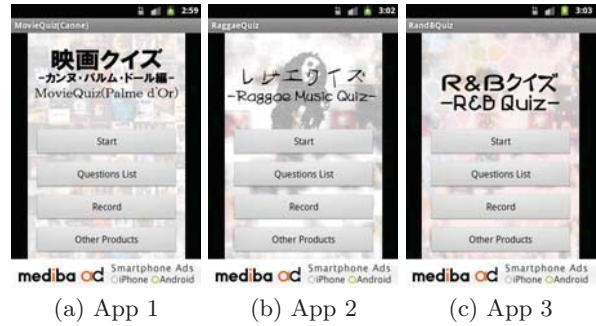 2:59
MovieQuiz(Canne)
映画クイズ
-カンヌ・パルム・ドール編-
MovieQuiz(Palme d'Or)
Start
Questions List
Record
Other Products
mediba ad Smartphone Ads
iPhone Android
(a) App 1
3:02
RaggaeQuiz
レゲエクイズ
-Raggae Music Quiz-
Start
Questions List
Record
Other Products
mediba ad Smartphone Ads
iPhone Android
(b) App 2
3:03
RandBQuiz
R&Bクイズ
-R&B Quiz-
Start
Questions List
Record
Other Products
mediba ad Smartphone Ads
iPhone Android
(c) App 3